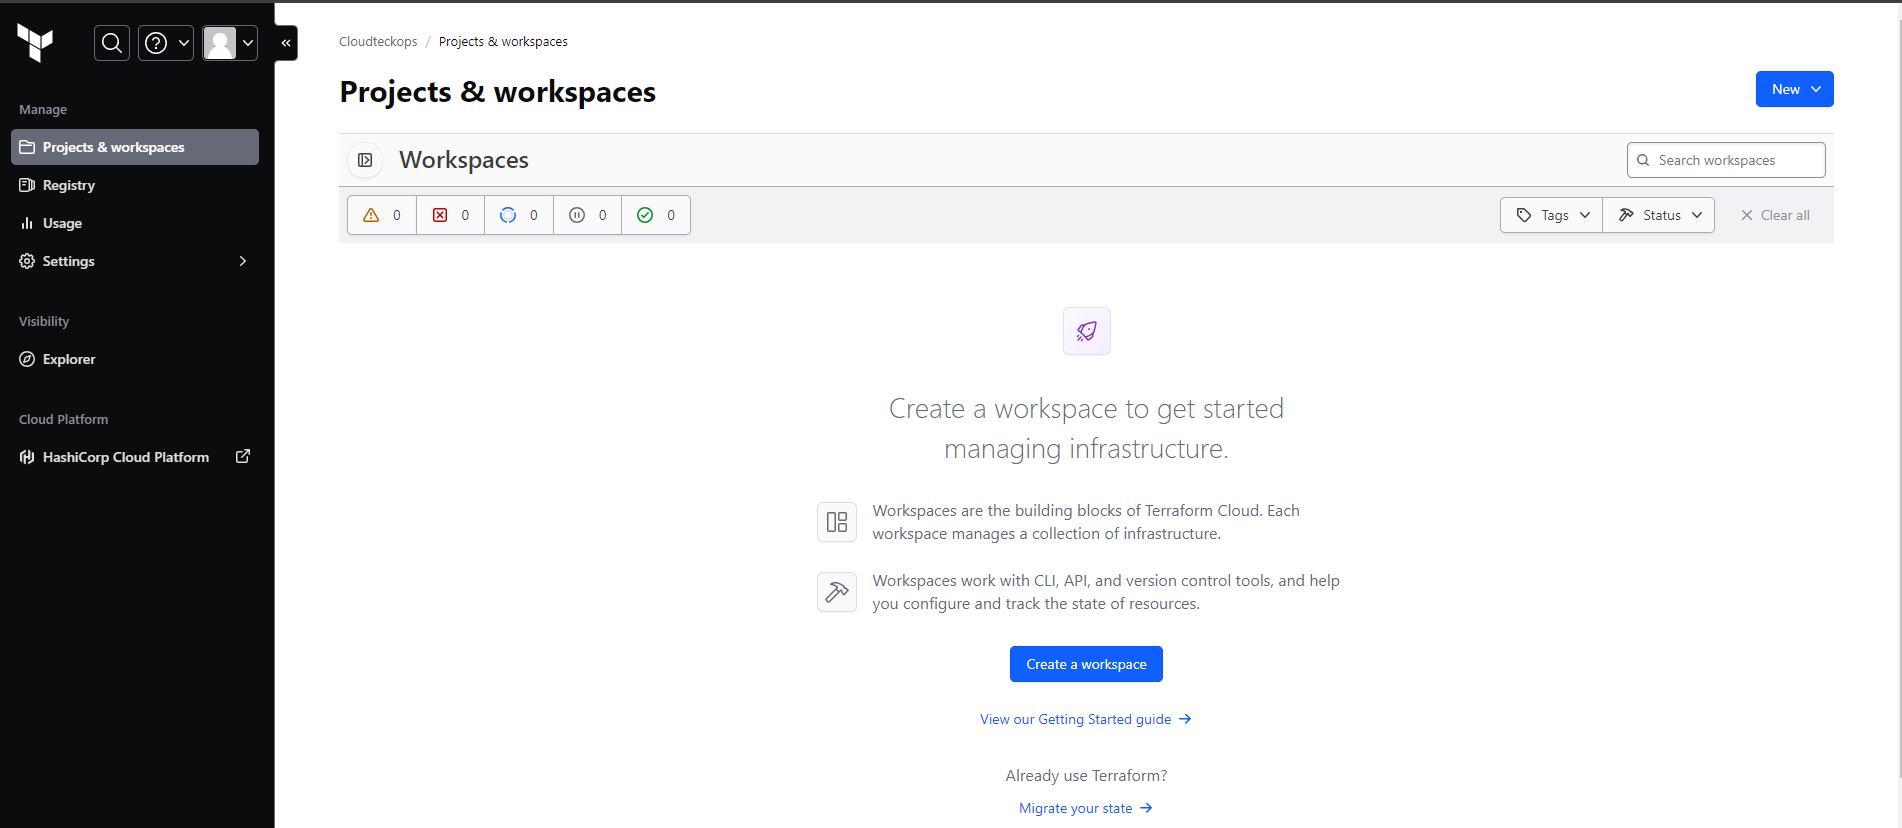 Manage
Projects & workspaces
Registry
Usage
Settings
Visibility
Explorer
Cloud Platform
HashiCorp Cloud Platform
Cloudteckops / Projects & workspaces
Projects & workspaces
New
Workspaces
Search workspaces
0 0 0 0 0
Tags Status Clear all
Create a workspace to get started
managing infrastructure.
Workspaces are the building blocks of Terraform Cloud. Each
workspace manages a collection of infrastructure.
Workspaces work with CLI, API, and version control tools, and help
you configure and track the state of resources.
Create a workspace
View our Getting Started guide
Already use Terraform?
Migrate your state